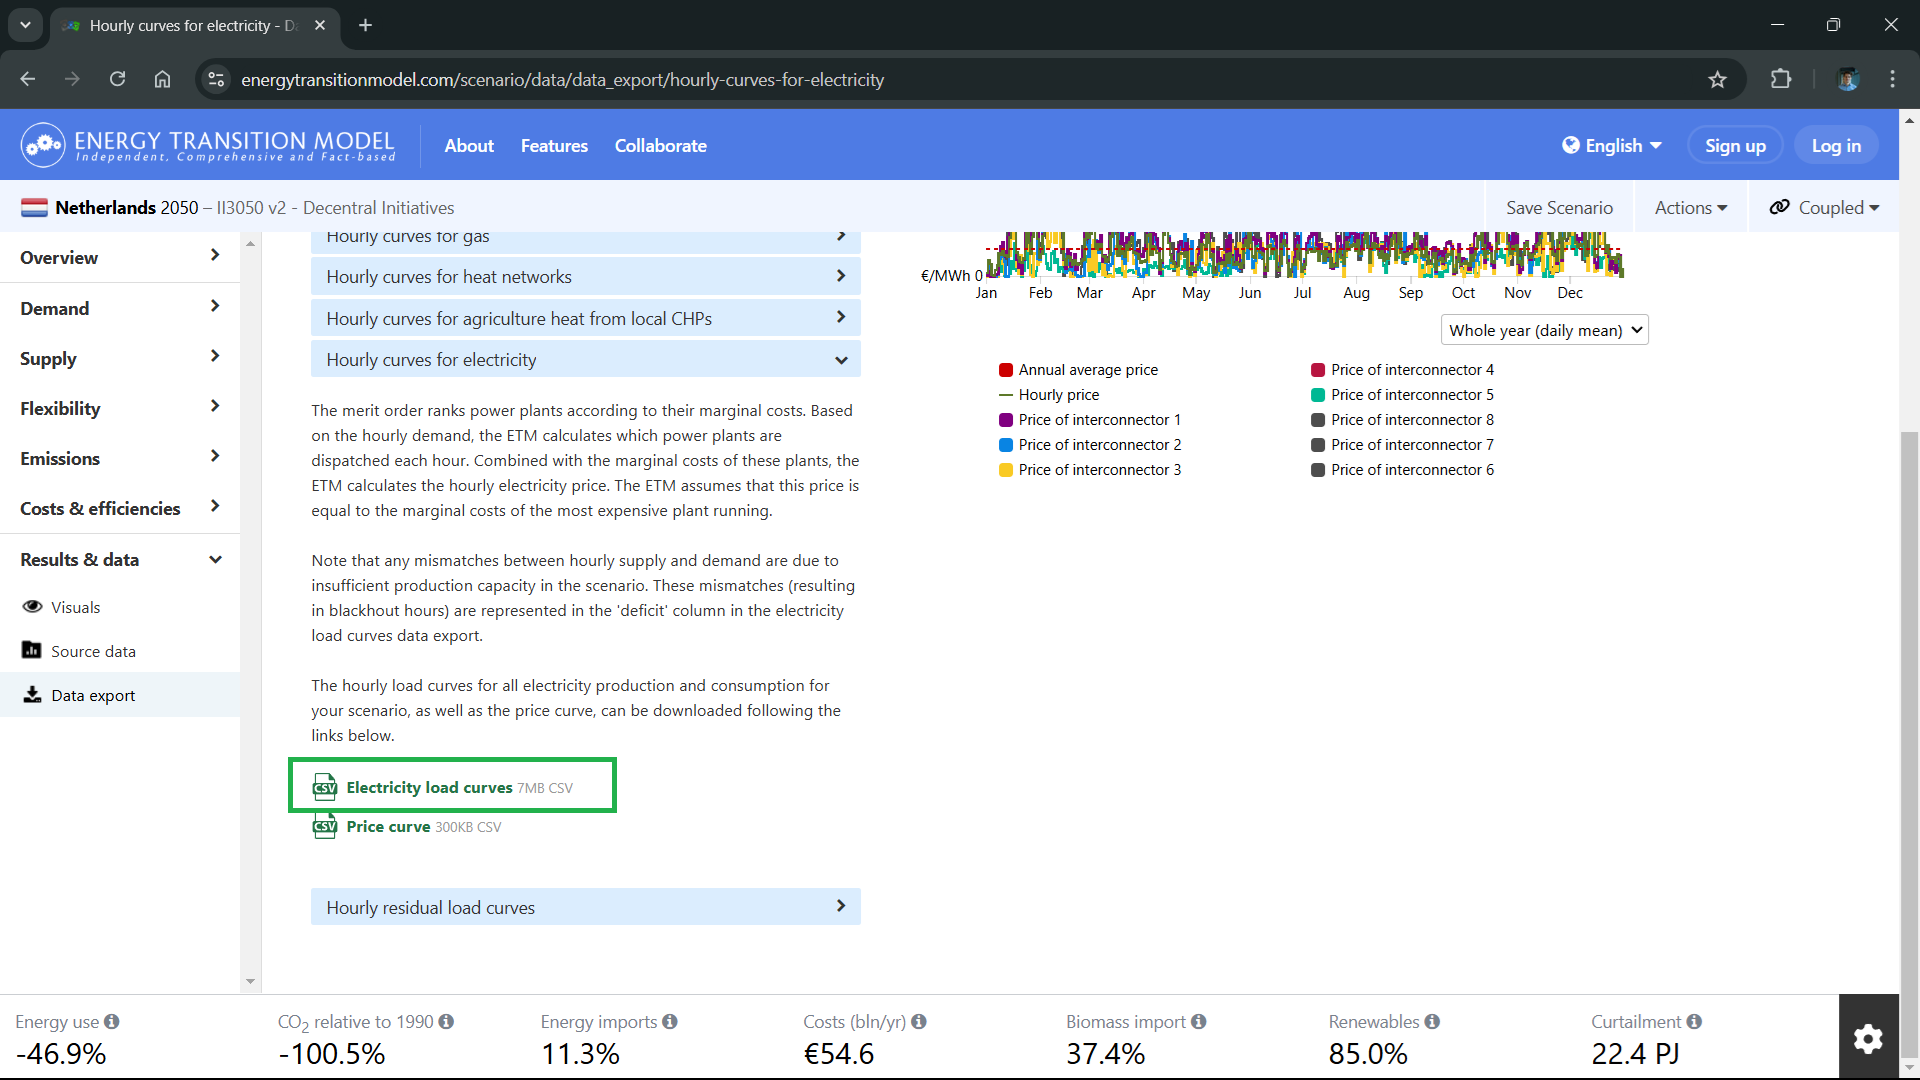 Hourly curves for electricity - Da
energytransitionmodel.com/scenario/data/data_export/hourly-curves-for-electricity
ENERGY TRANSITION MODEL
Independent, Comprehensive and Fact-based
About
Features
Collaborate
English
Sign up
Log in
Netherlands 2050 – II3050 v2 - Decentral Initiatives
Save Scenario
Actions
Coupled
Overview
Demand
Supply
Flexibility
Emissions
Costs & efficiencies
Results & data
Visuals
Source data
Data export
Hourly curves for gas
Hourly curves for heat networks
Hourly curves for agriculture heat from local CHPs
Hourly curves for electricity
The merit order ranks power plants according to their marginal costs. Based
on the hourly demand, the ETM calculates which power plants are
dispatched each hour. Combined with the marginal costs of these plants, the
ETM calculates the hourly electricity price. The ETM assumes that this price is
equal to the marginal costs of the most expensive plant running.
Note that any mismatches between hourly supply and demand are due to
insufficient production capacity in the scenario. These mismatches (resulting
in blackhout hours) are represented in the 'deficit' column in the electricity
load curves data export.
The hourly load curves for all electricity production and consumption for
your scenario, as well as the price curve, can be downloaded following the
links below.
CSV Electricity load curves 7MB CSV
CSV Price curve 300KB CSV
Hourly residual load curves
€/MWh 0
Jan Feb Mar Apr May Jun Jul Aug Sep Oct Nov Dec
Whole year (daily mean)
Annual average price
Hourly price
Price of interconnector 1
Price of interconnector 2
Price of interconnector 3
Price of interconnector 4
Price of interconnector 5
Price of interconnector 8
Price of interconnector 7
Price of interconnector 6
Energy use
-46.9%
CO2 relative to 1990
-100.5%
Energy imports
11.3%
Costs (bln/yr)
€54.6
Biomass import
37.4%
Renewables
85.0%
Curtailment
22.4 PJ